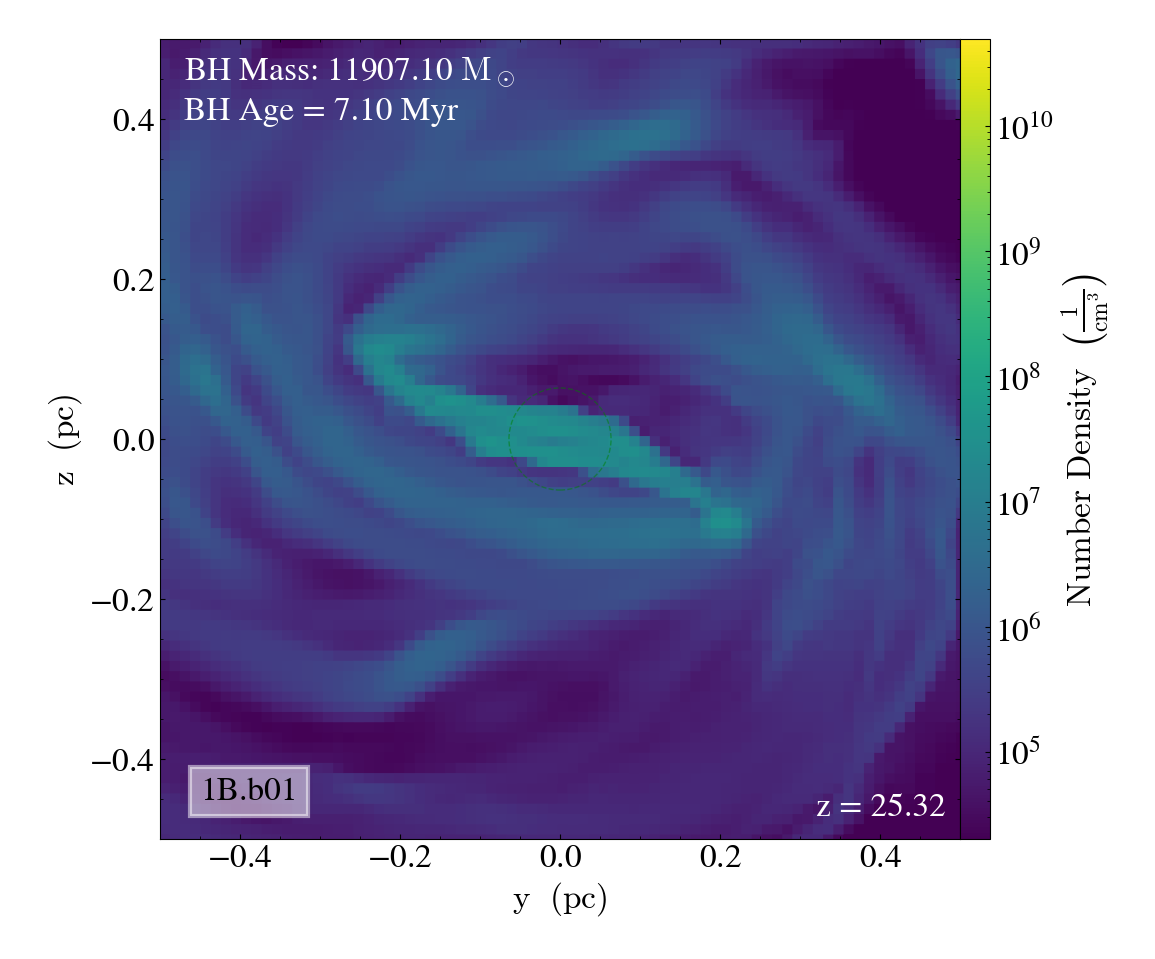 BH Mass: 11907.10 M⊙
BH Age = 7.10 Myr
0.4
0.2
0.0
−0.2
−0.4
z (pc)
1B.b01
z = 25.32
−0.4 −0.2 0.0 0.2 0.4
y (pc)
10^10
10^9
10^8
10^7
10^6
10^5
Number Density (1/cm^3)